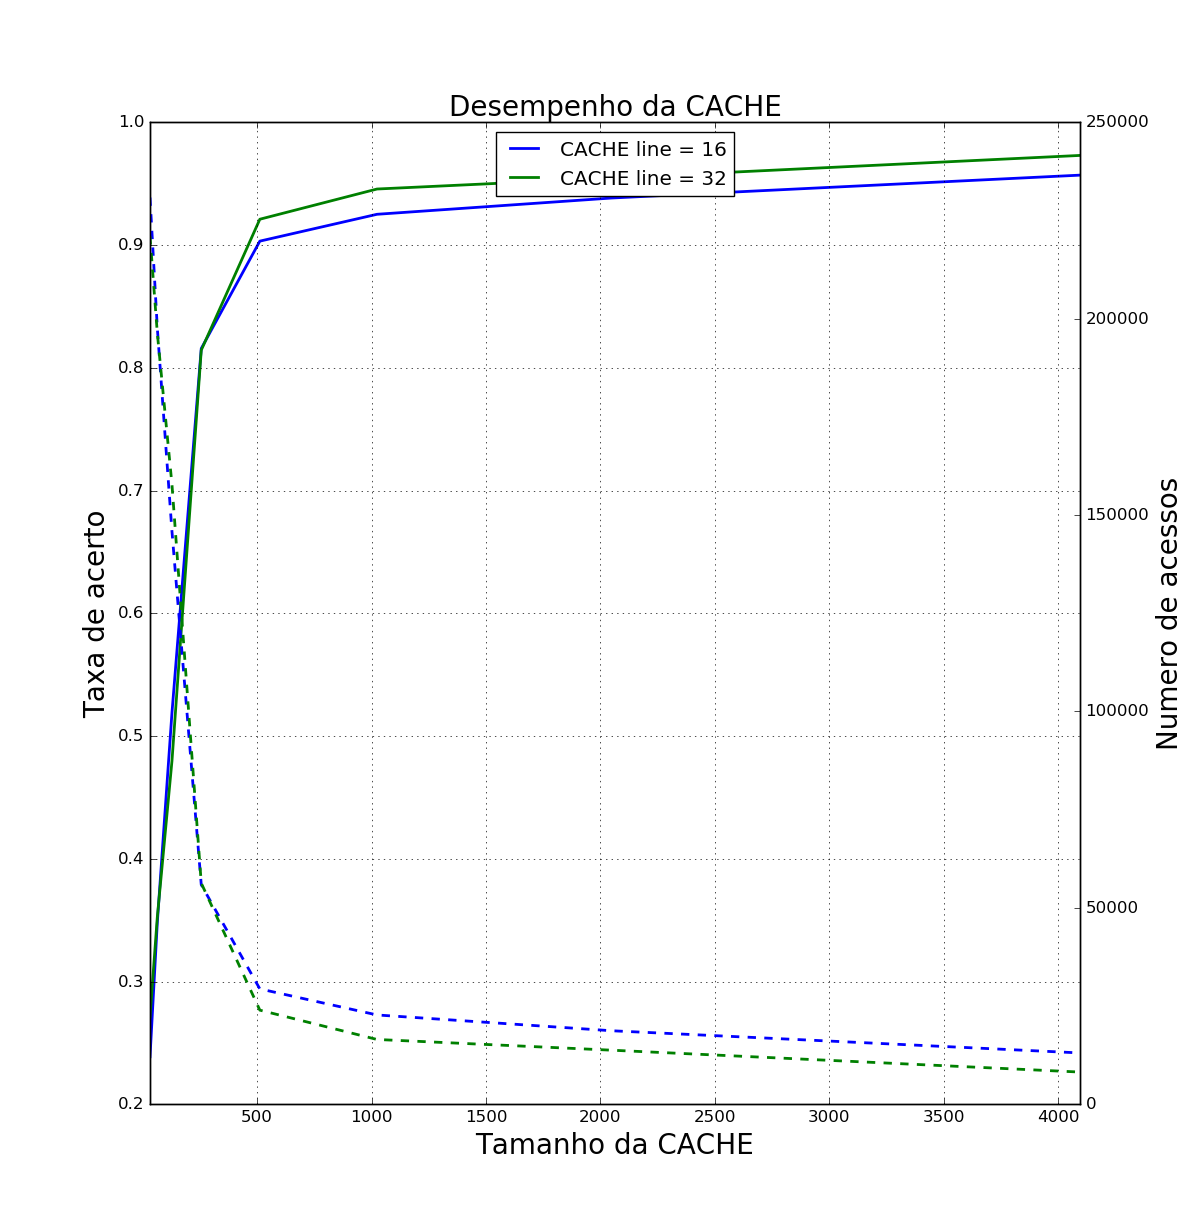 Desempenho da CACHE
CACHE line = 16
CACHE line = 32
1.0
0.9
0.8
0.7
0.6
0.5
0.4
0.3
0.2
Taxa de acerto
250000
200000
150000
100000
50000
0
Numero de acessos
500 1000 1500 2000 2500 3000 3500 4000
Tamanho da CACHE